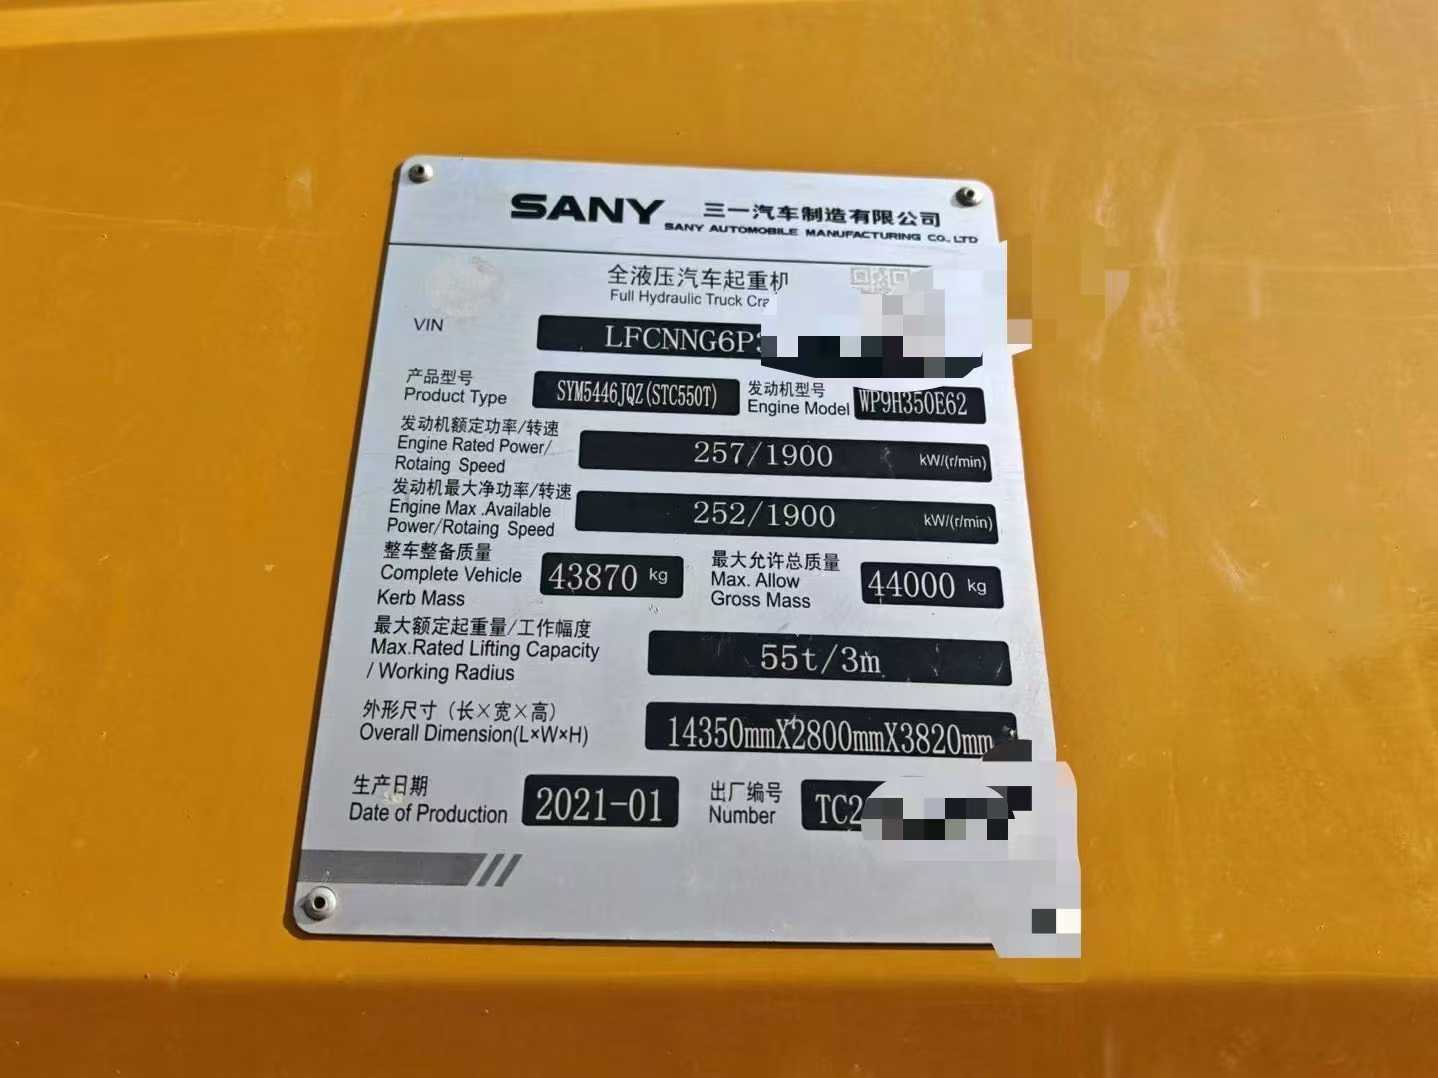 SANY 三一汽车制造有限公司
SANY AUTOMOBILE MANUFACTURING CO., LTD
全液压汽车起重机
Full Hydraulic Truck Cra
VIN LFCNNG6P
产品型号 发动机型号
Product Type SYM5446JQZ(STC550T) Engine Model WP9H350E62
发动机额定功率/转速
Engine Rated Power/ 257/1900 kW/(r/min)
Rotaing Speed
发动机最大净功率/转速
Engine Max .Available 252/1900 kW/(r/min)
Power/Rotaing Speed
整车整备质量 最大允许总质量
Complete Vehicle 43870 kg Max. Allow 44000 kg
Kerb Mass Gross Mass
最大额定起重量/工作幅度
Max.Rated Lifting Capacity 55t/3m
/ Working Radius
外形尺寸（长×宽×高）
Overall Dimension(L×W×H) 14350mmX2800mmX3820mm
生产日期 出厂编号
Date of Production 2021-01 Number TC2